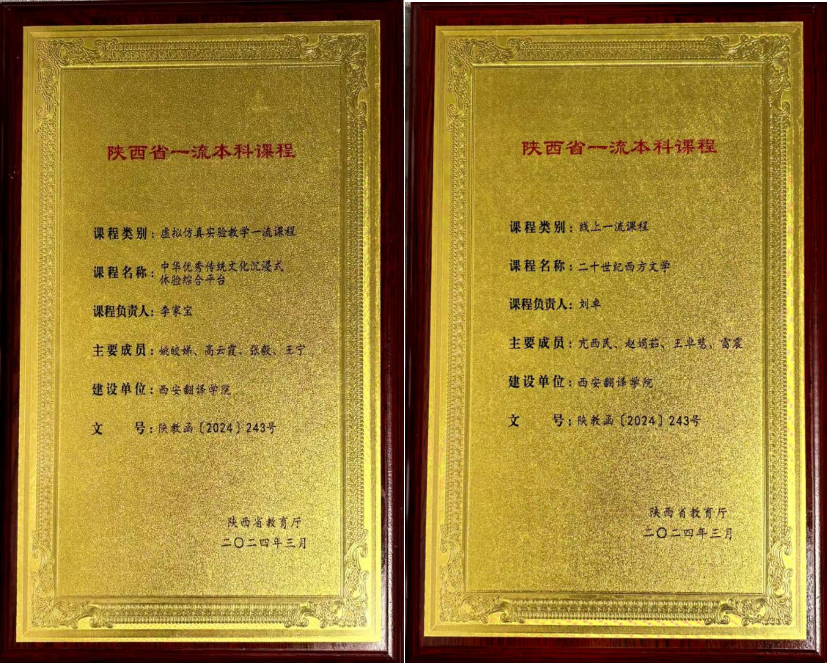 陕西省一流本科课程
课程类别：虚拟仿真实验教学一流课程
课程名称：中华优秀传统文化沉浸式
体验综合平台
课程负责人：李家宝
主要成员：姚皎娣、高云霞、张敏、王宁
建设单位：西安翻译学院
文 号：陕教函〔2024〕243号
陕西省教育厅
二〇二四年三月
陕西省一流本科课程
课程类别：线上一流课程
课程名称：二十世纪西方文学
课程负责人：刘卓
主要成员：亢西民、赵娟茹、王卓慧、雷震
建设单位：西安翻译学院
文 号：陕教函〔2024〕243号
陕西省教育厅
二〇二四年三月